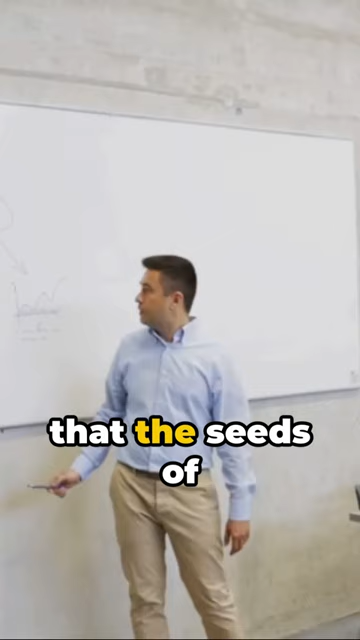 that the seeds
of